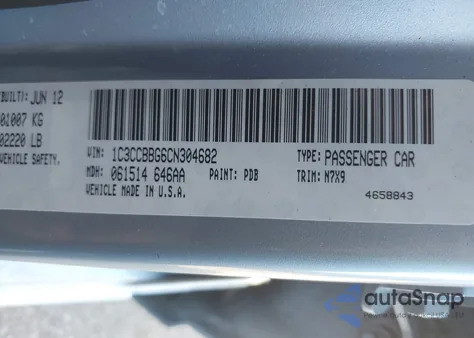 (BUILT): JUN 12
01007 KG
02220 LB
VEHICLE SAFETY,
VIN: 1C3CCBBG6CN304682 TYPE: PASSENGER CAR
MDH: 061514 646AA PAINT: PDB TRIM: N7X9
VEHICLE MADE IN U.S.A. 4658843
autoSnap